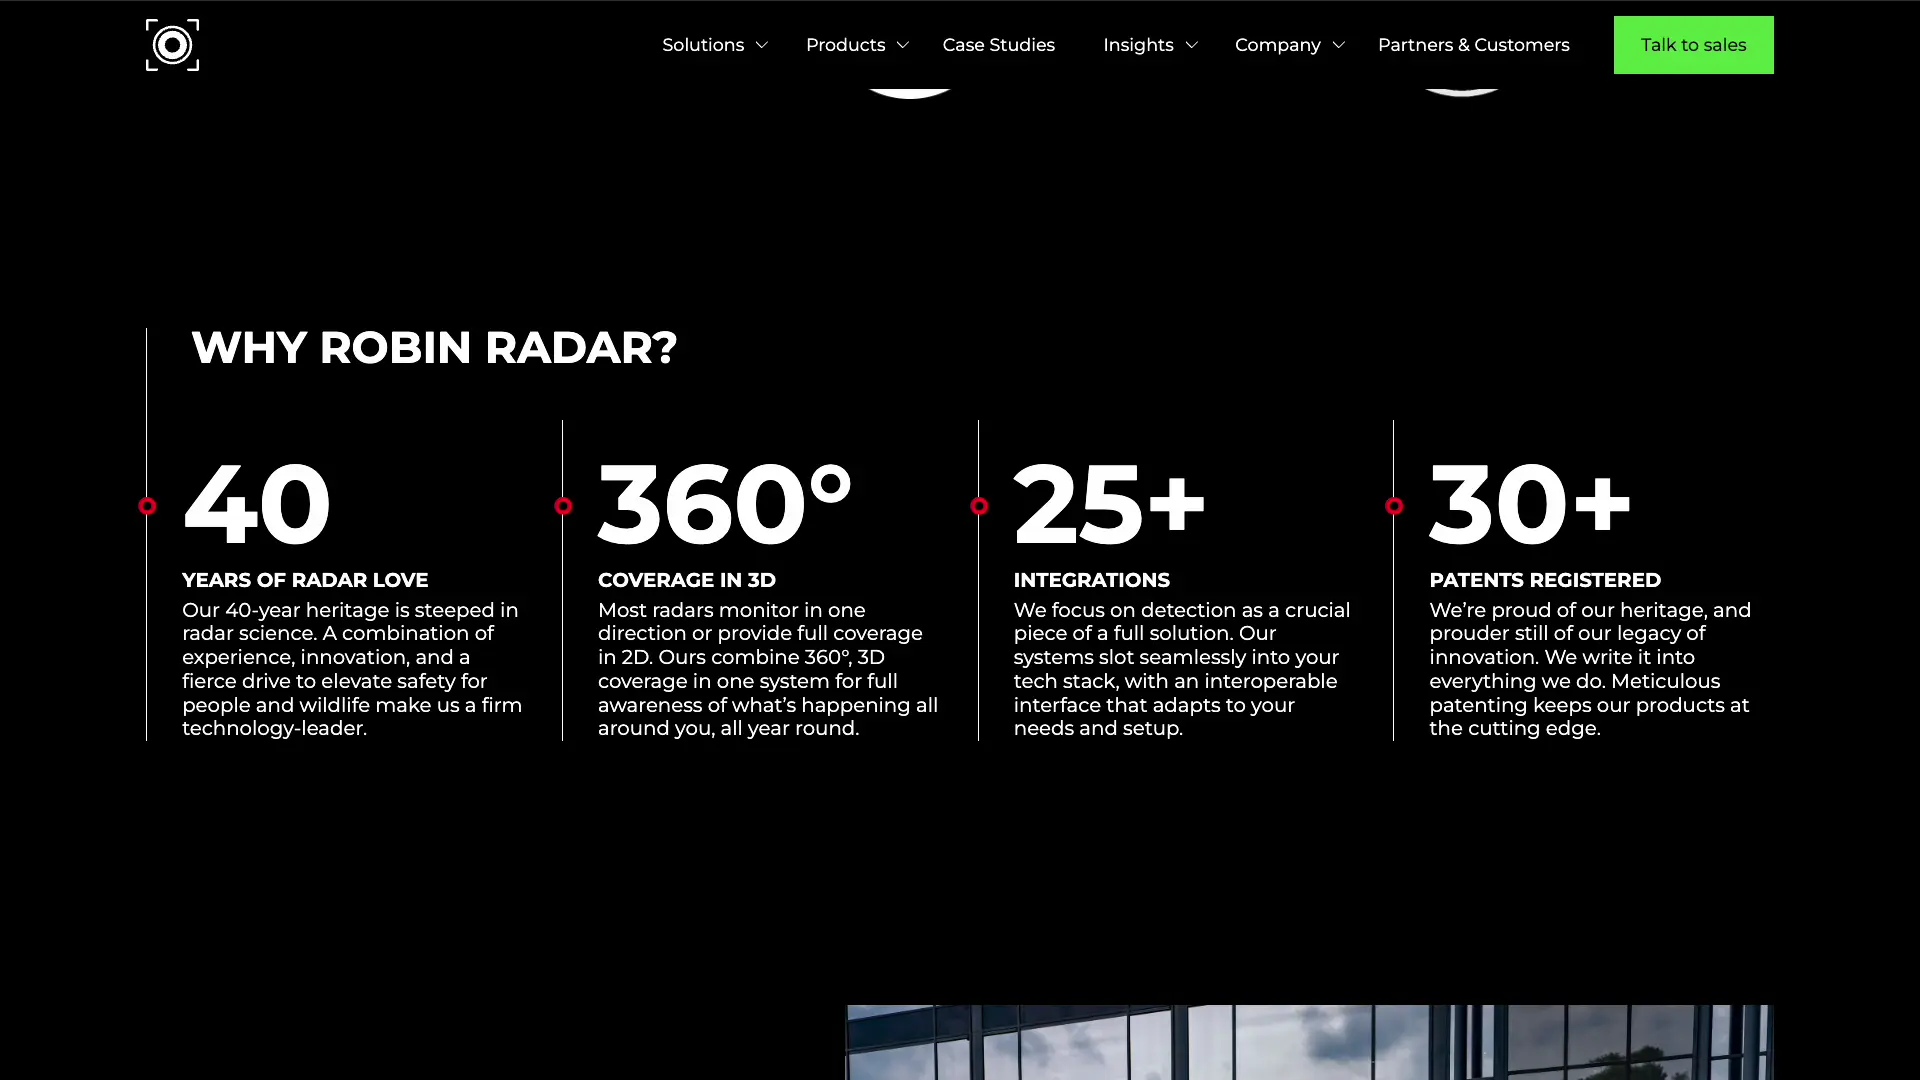 Solutions
Products
Case Studies
Insights
Company
Partners & Customers
Talk to sales
WHY ROBIN RADAR?
40
YEARS OF RADAR LOVE
Our 40-year heritage is steeped in
radar science. A combination of
experience, innovation, and a
fierce drive to elevate safety for
people and wildlife make us a firm
technology-leader.
360°
COVERAGE IN 3D
Most radars monitor in one
direction or provide full coverage
in 2D. Ours combine 360°, 3D
coverage in one system for full
awareness of what’s happening all
around you, all year round.
25+
INTEGRATIONS
We focus on detection as a crucial
piece of a full solution. Our
systems slot seamlessly into your
tech stack, with an interoperable
interface that adapts to your
needs and setup.
30+
PATENTS REGISTERED
We’re proud of our heritage, and
prouder still of our legacy of
innovation. We write it into
everything we do. Meticulous
patenting keeps our products at
the cutting edge.